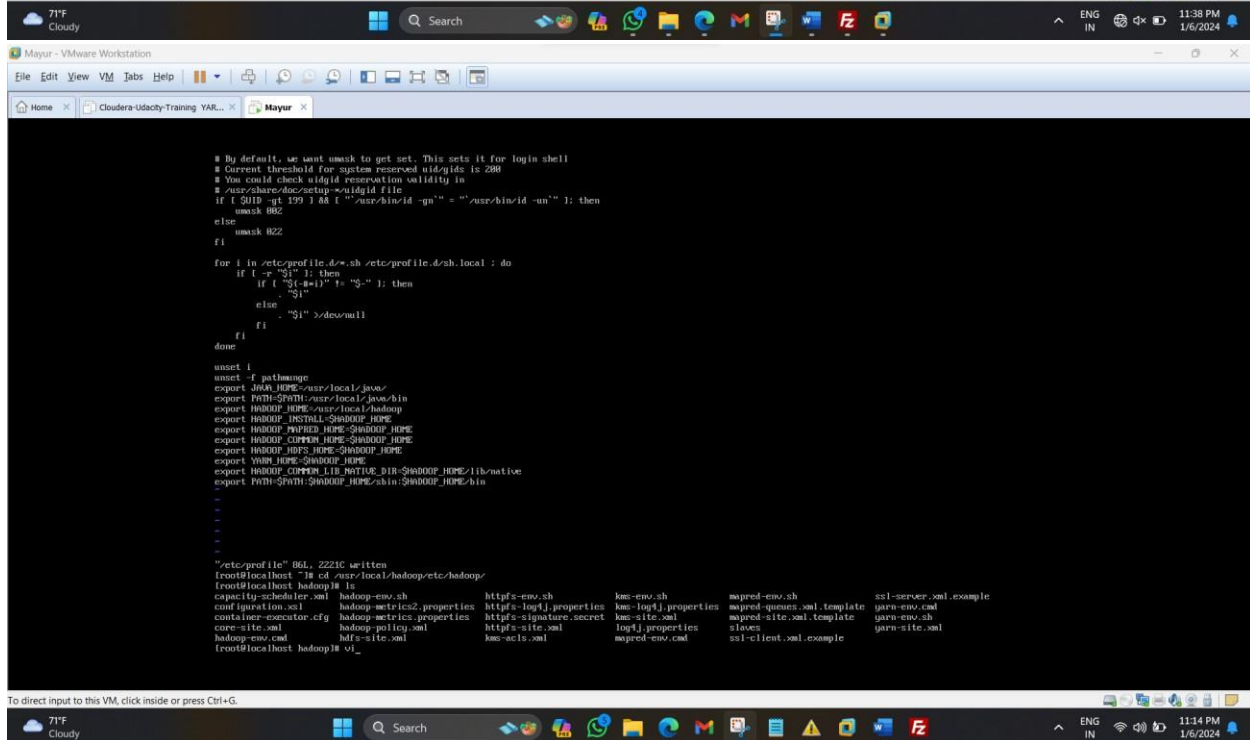 71°F
Cloudy
Search
ENG
IN
11:38 PM
1/6/2024
Mayur - VMware Workstation
File Edit View VM Tabs Help
Home
Cloudera-Udacity-Training YAR...
Mayur
# By default, we want umask to get set. This sets it for login shell
# Current threshold for system reserved uid/gids is 200
# You could check uidgid reservation validity in
# /usr/share/doc/setup-*/uidgid file
if [ $UID -gt 199 ] && [ "`/usr/bin/id -gn`" = "`/usr/bin/id -un`" ]; then
umask 002
else
umask 022
fi
for i in /etc/profile.d/*.sh /etc/profile.d/sh.local ; do
if [ -r "$i" ]; then
if [ "${-#*i}" != "$-" ]; then
. "$i"
else
. "$i" >/dev/null
fi
fi
done
unset i
unset -f pathmunge
export JAVA_HOME=/usr/local/java/
export PATH=$PATH:/usr/local/java/bin
export HADOOP_HOME=/usr/local/hadoop
export HADOOP_INSTALL=$HADOOP_HOME
export HADOOP_MAPRED_HOME=$HADOOP_HOME
export HADOOP_COMMON_HOME=$HADOOP_HOME
export HADOOP_HDFS_HOME=$HADOOP_HOME
export YARN_HOME=$HADOOP_HOME
export HADOOP_COMMON_LIB_NATIVE_DIR=$HADOOP_HOME/lib/native
export PATH=$PATH:$HADOOP_HOME/sbin:$HADOOP_HOME/bin
~
~
~
~
~
~
"/etc/profile" 86L, 2221C written
[root@localhost ~]# cd /usr/local/hadoop/etc/hadoop/
[root@localhost hadoop]# ls
capacity-scheduler.xml hadoop-env.sh httpfs-env.sh kms-env.sh mapred-env.sh ssl-server.xml.example
configuration.xsl hadoop-metrics2.properties httpfs-log4j.properties kms-log4j.properties mapred-queues.xml.template yarn-env.cmd
container-executor.cfg hadoop-metrics.properties httpfs-signature.secret kms-site.xml mapred-site.xml.template yarn-env.sh
core-site.xml hadoop-policy.xml httpfs-site.xml log4j.properties slaves yarn-site.xml
hadoop-env.cmd hdfs-site.xml kms-acls.xml mapred-env.cmd ssl-client.xml.example
[root@localhost hadoop]# vi_
To direct input to this VM, click inside or press Ctrl+G.
71°F
Cloudy
Search
ENG
IN
11:14 PM
1/6/2024